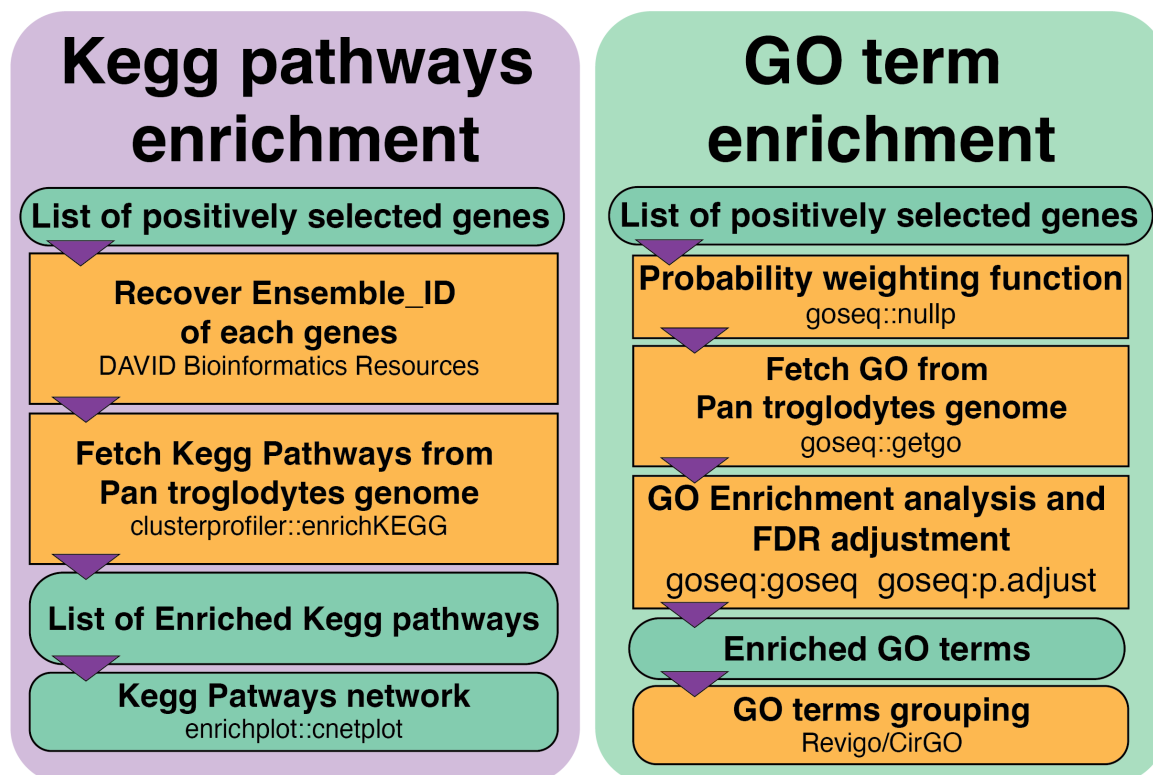 Kegg pathways
enrichment
List of positively selected genes
Recover Ensemble_ID
of each genes
DAVID Bioinformatics Resources
Fetch Kegg Pathways from
Pan troglodytes genome
clusterprofiler::enrichKEGG
List of Enriched Kegg pathways
Kegg Patways network
enrichplot::cnetplot
GO term
enrichment
List of positively selected genes
Probability weighting function
goseq::nullp
Fetch GO from
Pan troglodytes genome
goseq::getgo
GO Enrichment analysis and
FDR adjustment
goseq:goseq goseq:p.adjust
Enriched GO terms
GO terms grouping
Revigo/CirGO